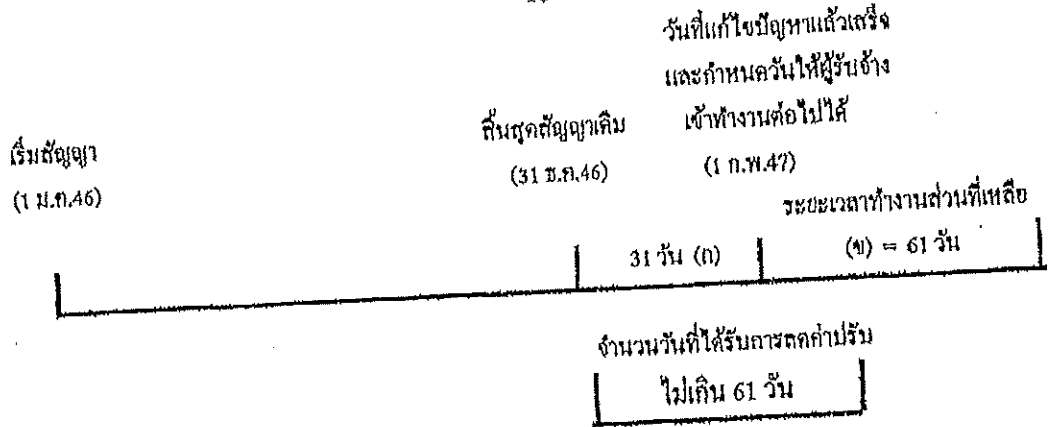 วันที่แก้ไขปัญหาแล้วเสร็จ
และกำหนดวันให้ผู้รับจ้าง
เข้าทำงานต่อไปได้
(1 ก.พ.47)
สิ้นสุดสัญญาเดิม
(31 ธ.ค.46)
เริ่มสัญญา
(1 ม.ค.46)
ระยะเวลาทำงานส่วนที่เหลือ
31 วัน (ก)
(ข) = 61 วัน
จำนวนวันที่ได้รับการลดค่าปรับ
ไม่เกิน 61 วัน